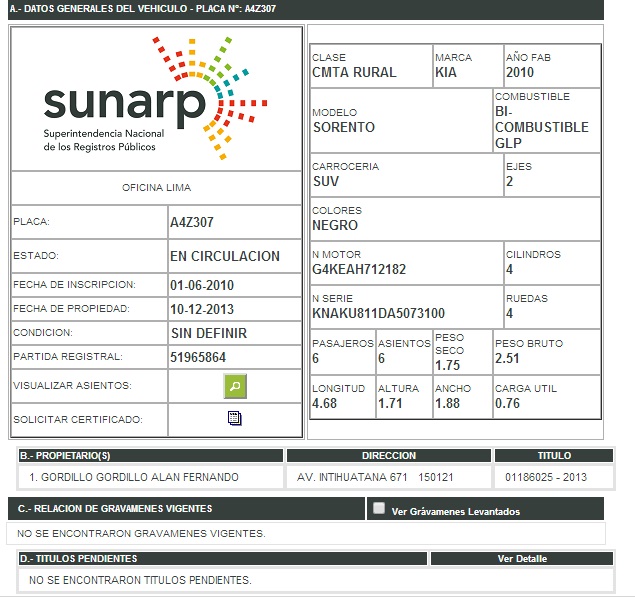 A.- DATOS GENERALES DEL VEHICULO - PLACA Nº: A4Z307
sunarp
Superintendencia Nacional
de los Registros Públicos
OFICINA LIMA
PLACA: A4Z307
ESTADO: EN CIRCULACION
FECHA DE INSCRIPCION: 01-06-2010
FECHA DE PROPIEDAD: 10-12-2013
CONDICION: SIN DEFINIR
PARTIDA REGISTRAL: 51965864
VISUALIZAR ASIENTOS:
SOLICITAR CERTIFICADO:
CLASE MARCA AÑO FAB
CMTA RURAL KIA 2010
MODELO COMBUSTIBLE
SORENTO BI-
COMBUSTIBLE
GLP
CARROCERIA EJES
SUV 2
COLORES
NEGRO
N MOTOR CILINDROS
G4KEAH712182 4
N SERIE RUEDAS
KNAKU811DA5073100 4
PASAJEROS ASIENTOS PESO SECO PESO BRUTO
6 6 1.75 2.51
LONGITUD ALTURA ANCHO CARGA UTIL
4.68 1.71 1.88 0.76
B.- PROPIETARIO(S) DIRECCION TITULO
1. GORDILLO GORDILLO ALAN FERNANDO AV. INTIHUATANA 671 150121 01186025 - 2013
C.- RELACION DE GRAVAMENES VIGENTES Ver Grávamenes Levantados
NO SE ENCONTRARON GRAVAMENES VIGENTES.
D.- TITULOS PENDIENTES Ver Detalle
NO SE ENCONTRARON TITULOS PENDIENTES.